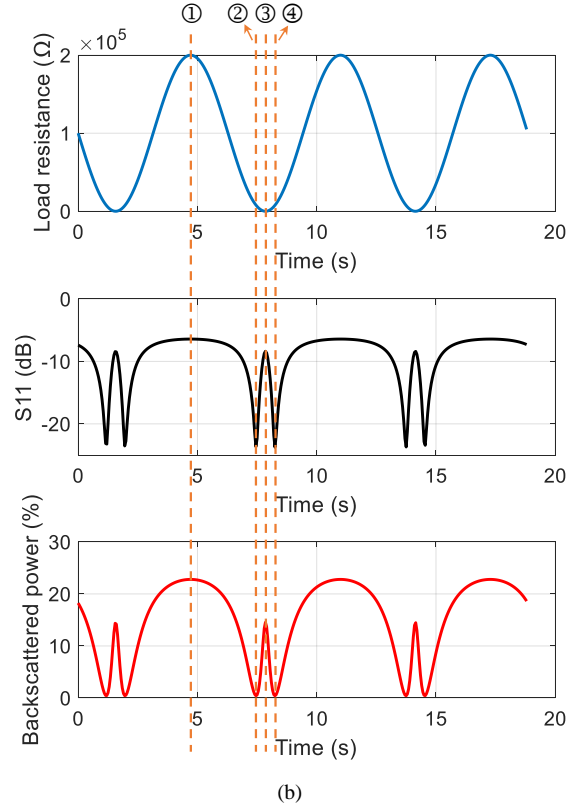 ① ② ③ ④
× 10⁵
Load resistance (Ω)
2
1
0
0 5 10 15 20
Time (s)
S11 (dB)
0
-10
-20
0 5 10 15 20
Time (s)
Backscattered power (%)
30
20
10
0
0 5 10 15 20
Time (s)
(b)